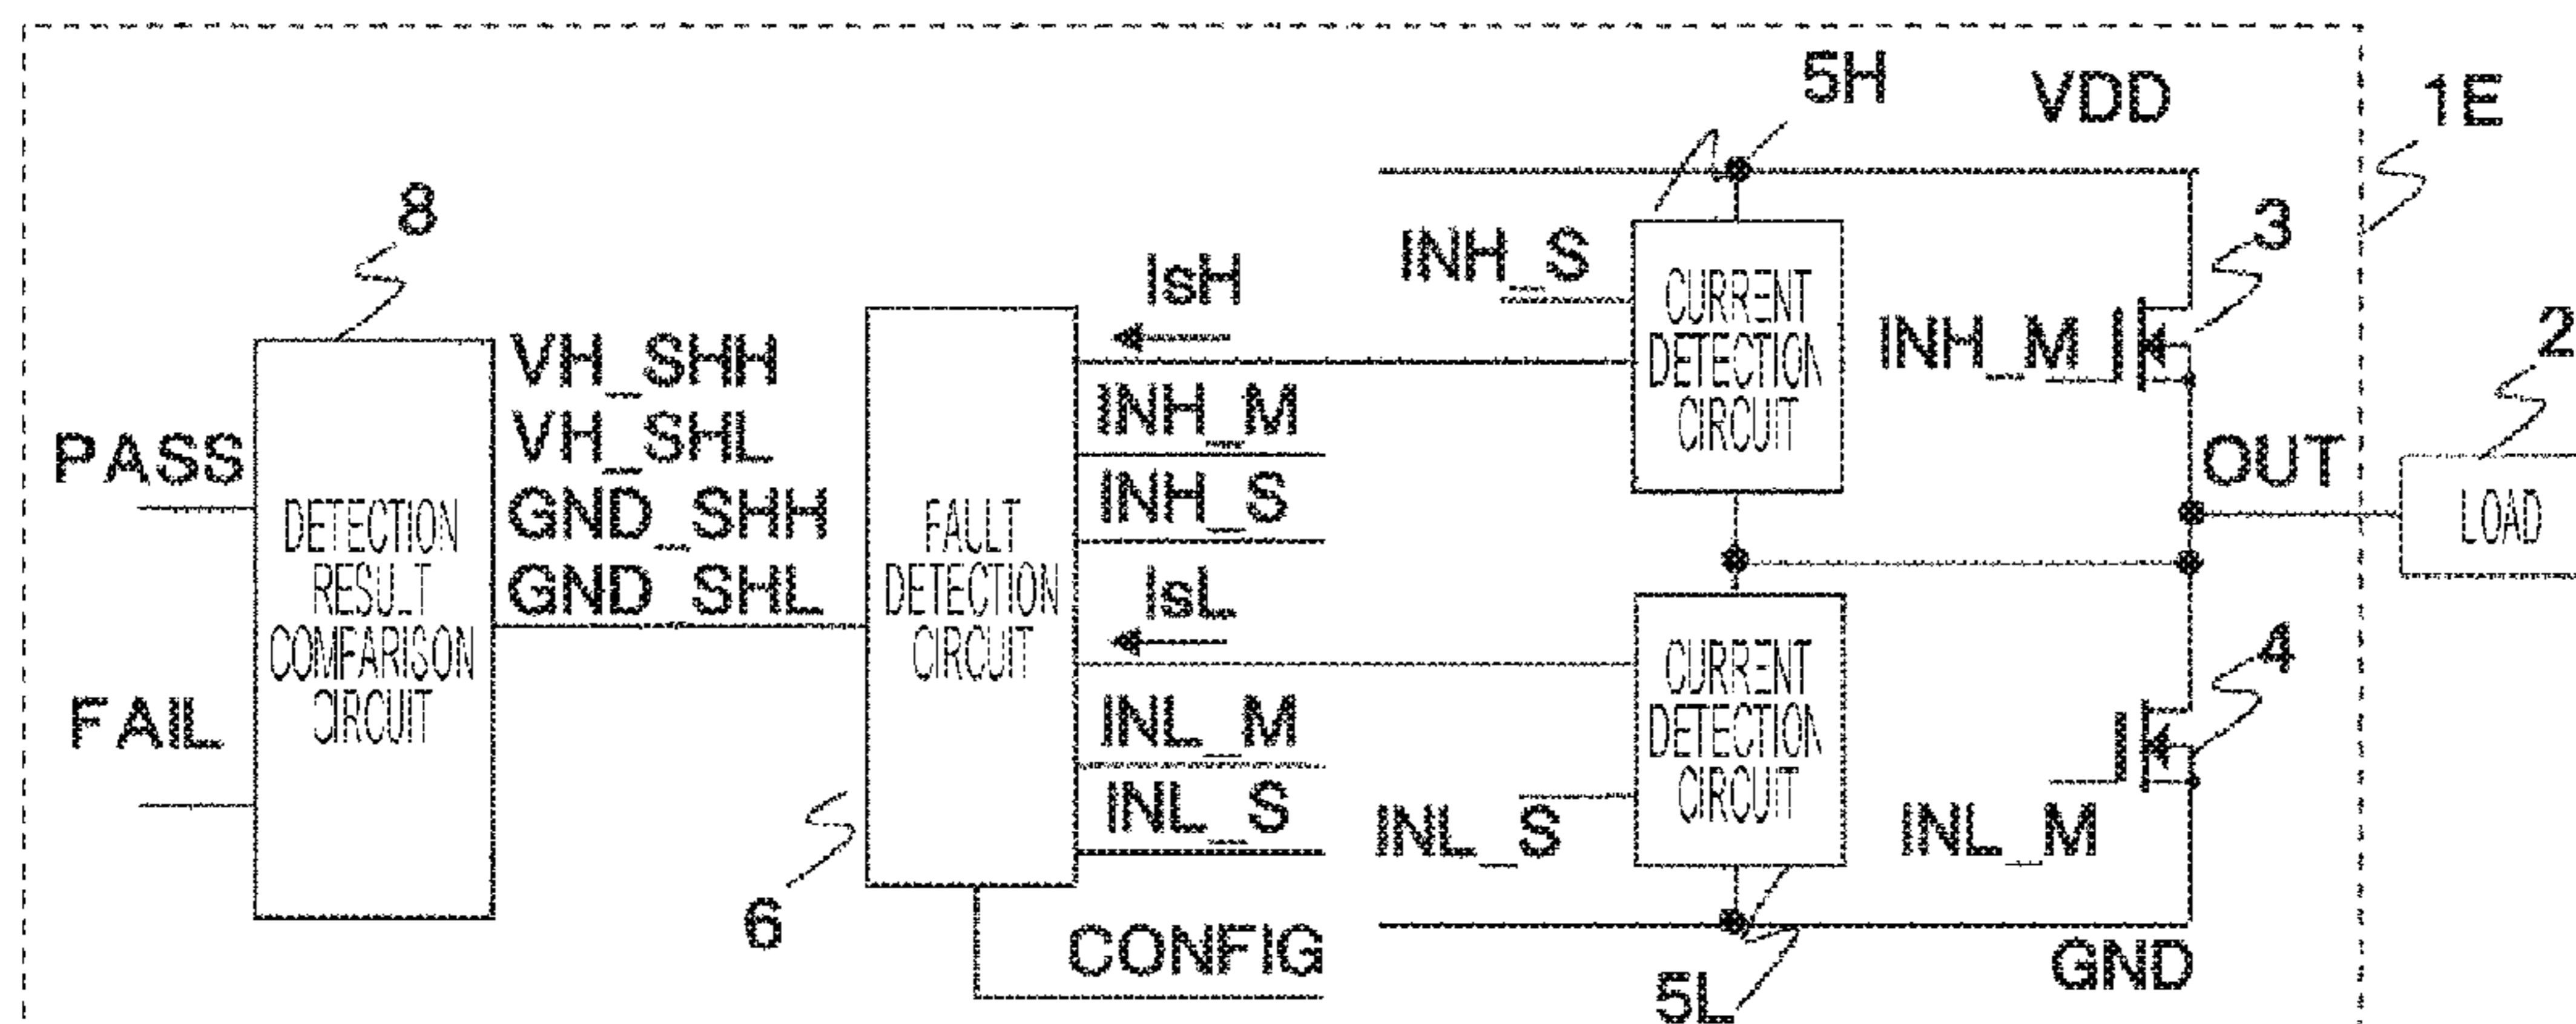 5H
VDD
1E
8
3
INH_S
IsH
CURRENT
DETECTION
CIRCUIT
INH_M
2
VH_SHH
VH_SHL
GND_SHH
GND_SHL
INH_M
INH_S
OUT
LOAD
PASS
DETECTION
RESULT
COMPARISON
CIRCUIT
FAULT
DETECTION
CIRCUIT
IsL
CURRENT
DETECTION
CIRCUIT
4
FAIL
INL_M
INL_S
INL_S
INL_M
6
CONFIG
GND
5L